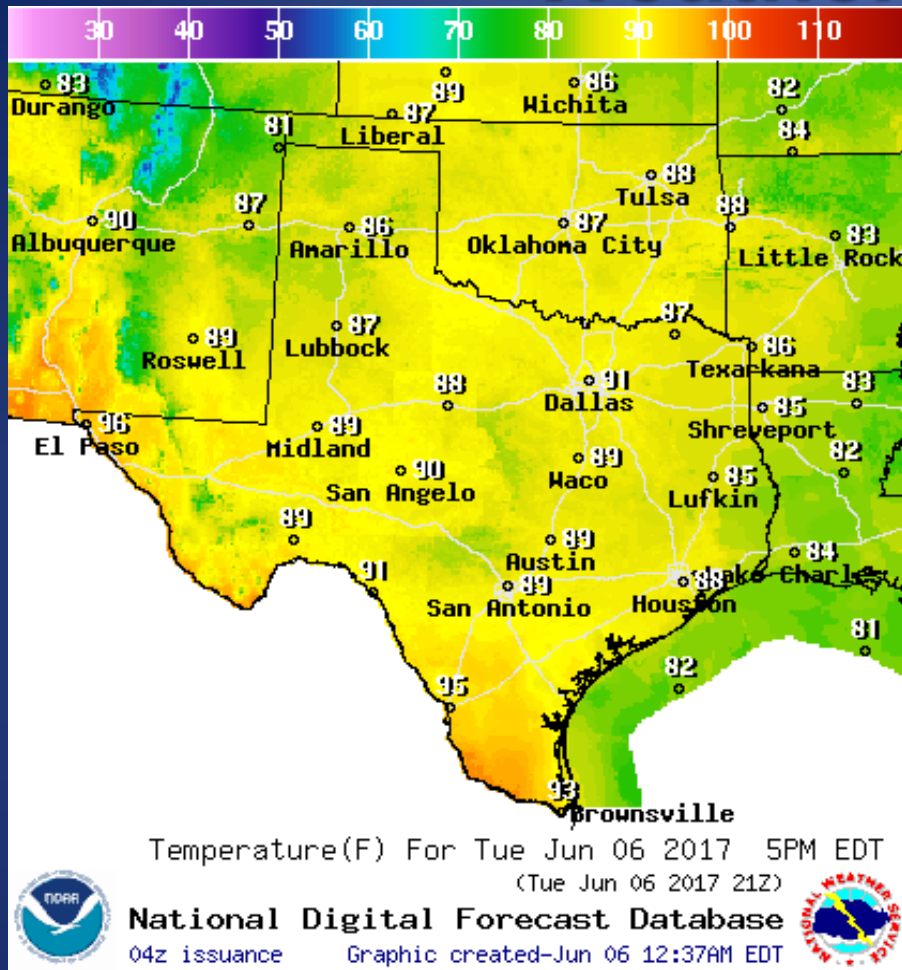 30 40 50 60 70 80 90 100 110
83
Durango
89
87
Liberal
86
Wichita
82
84
81
88
Tulsa
90
Albuquerque
87
86
Amarillo
87
Oklahoma City
88
83
Little Rock
89
Roswell
87
Lubbock
87
86
Texarkana
91
Dallas
88
85
Shreveport
83
96
El Paso
89
Midland
90
San Angelo
89
Waco
85
Lufkin
82
89
89
Austin
84
Lake Charles
91
89
San Antonio
88
Houston
81
82
95
93
Brownsville
Temperature(F) For Tue Jun 06 2017 5PM EDT
(Tue Jun 06 2017 21Z)
National Digital Forecast Database
04z issuance Graphic created-Jun 06 12:37AM EDT
NOAA
NATIONAL WEATHER SERVICE